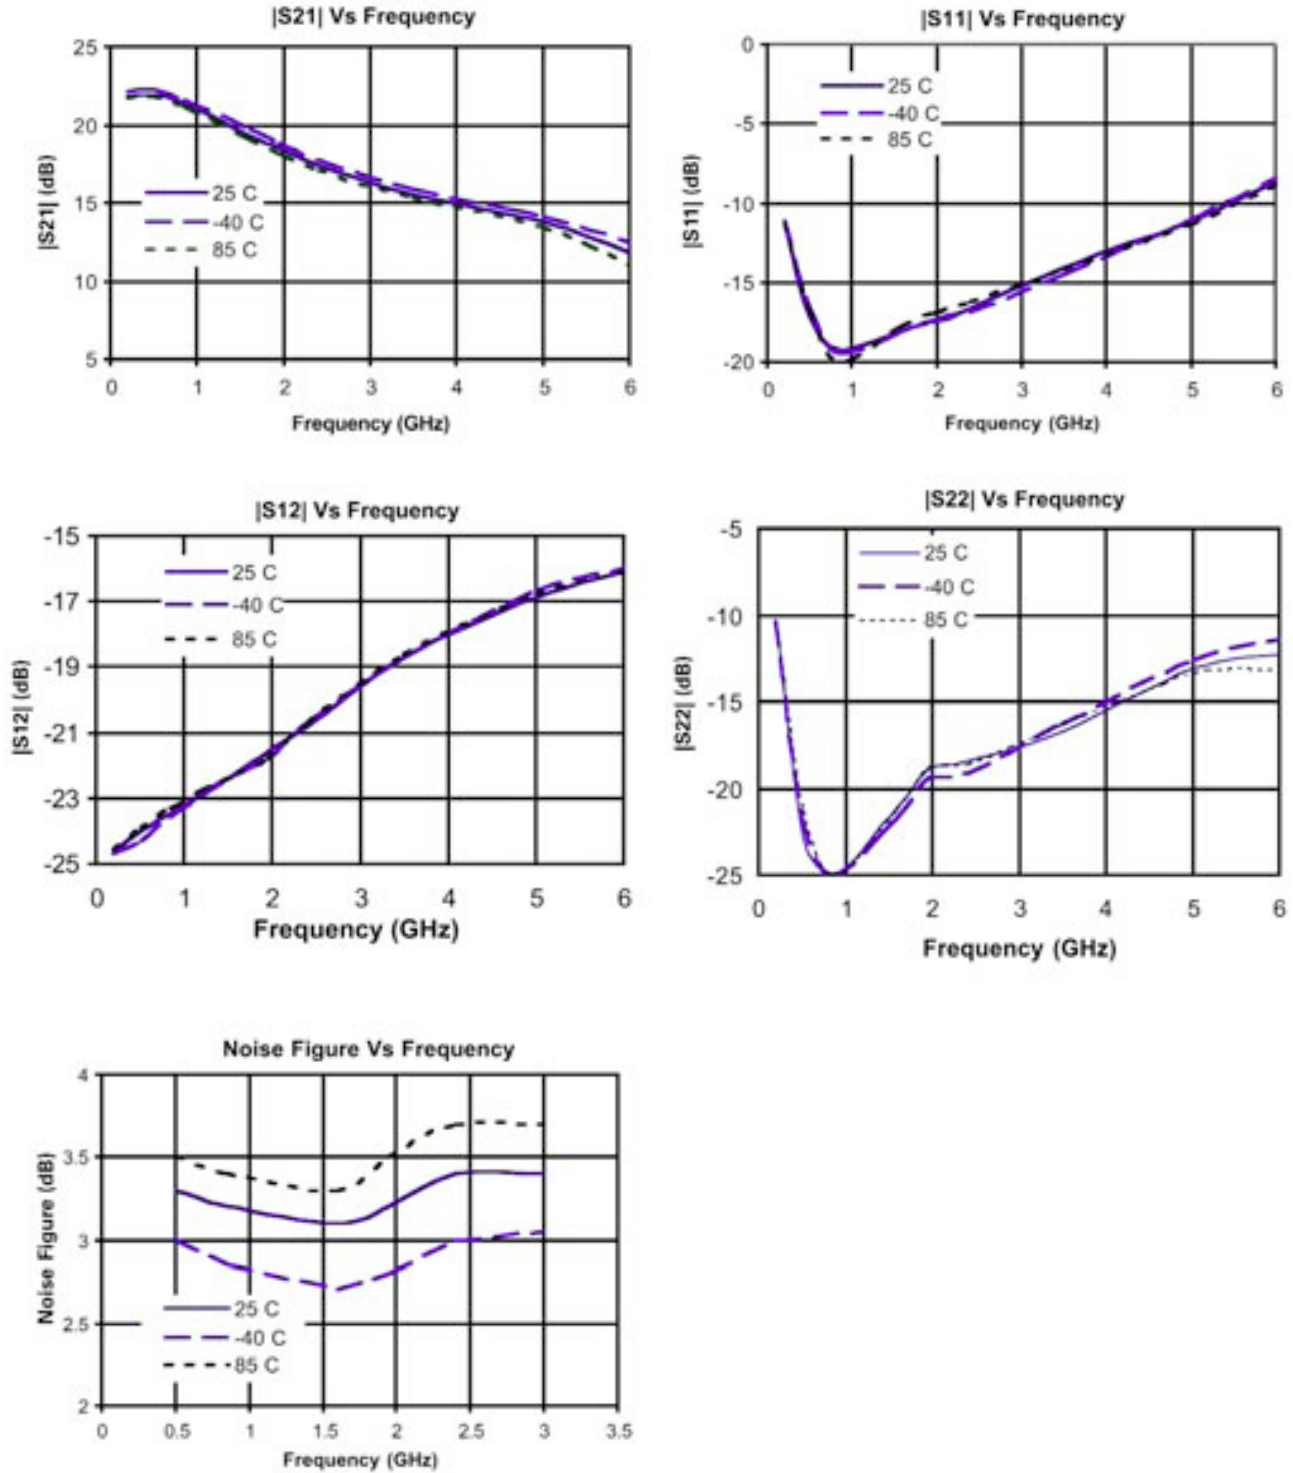 |S21| Vs Frequency
25
20
15
10
5
|S21| (dB)
25 C
-40 C
85 C
0 1 2 3 4 5 6
Frequency (GHz)
|S11| Vs Frequency
0
-5
-10
-15
-20
|S11| (dB)
25 C
-40 C
85 C
0 1 2 3 4 5 6
Frequency (GHz)
|S12| Vs Frequency
-15
-17
-19
-21
-23
-25
|S12| (dB)
25 C
-40 C
85 C
0 1 2 3 4 5 6
Frequency (GHz)
|S22| Vs Frequency
-5
-10
-15
-20
-25
|S22| (dB)
25 C
-40 C
85 C
0 1 2 3 4 5 6
Frequency (GHz)
Noise Figure Vs Frequency
4
3.5
3
2.5
2
Noise Figure (dB)
25 C
-40 C
85 C
0 0.5 1 1.5 2 2.5 3 3.5
Frequency (GHz)